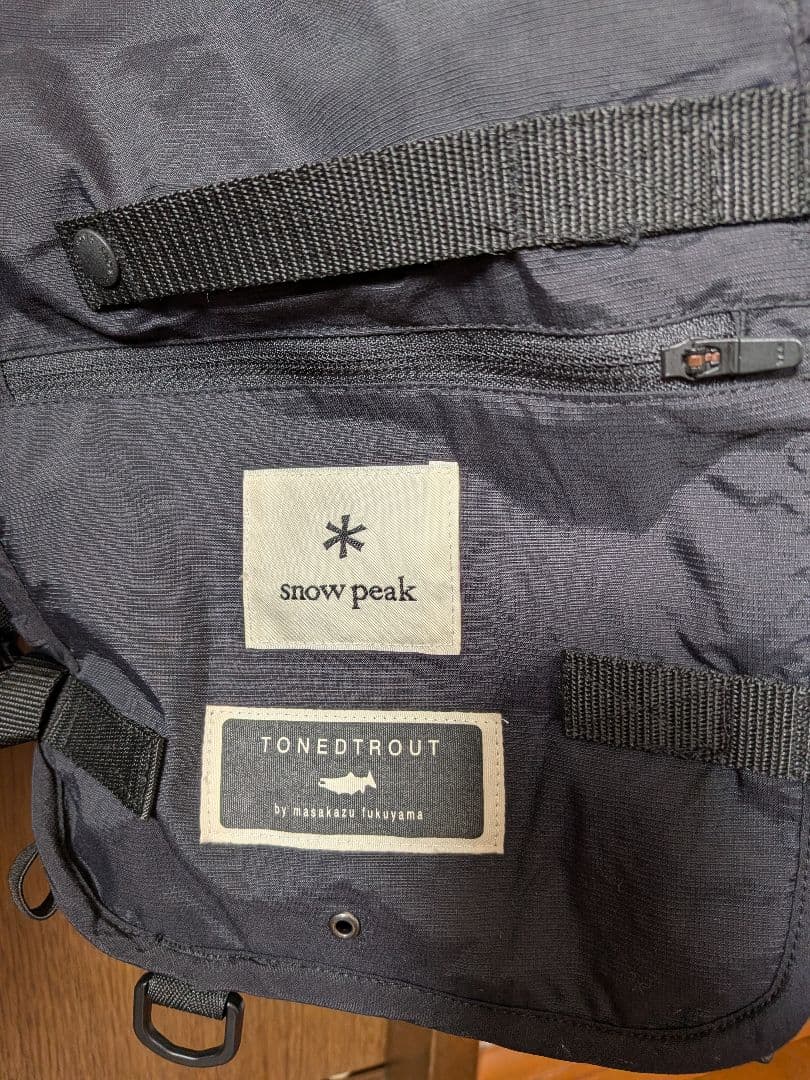 snow peak
TONEDTROUT
by masakazu fukuyama